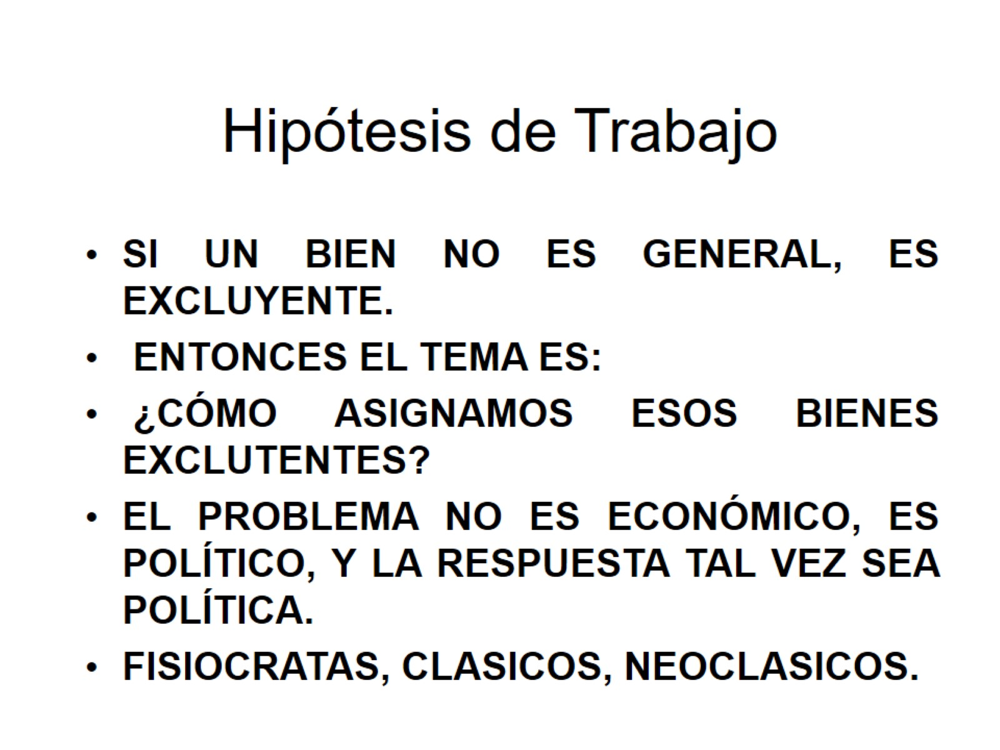 Hipótesis de Trabajo
• SI UN BIEN NO ES GENERAL, ES
EXCLUYENTE.
• ENTONCES EL TEMA ES:
• ¿CÓMO ASIGNAMOS ESOS BIENES
EXCLUTENTES?
• EL PROBLEMA NO ES ECONÓMICO, ES
POLÍTICO, Y LA RESPUESTA TAL VEZ SEA
POLÍTICA.
• FISIOCRATAS, CLASICOS, NEOCLASICOS.